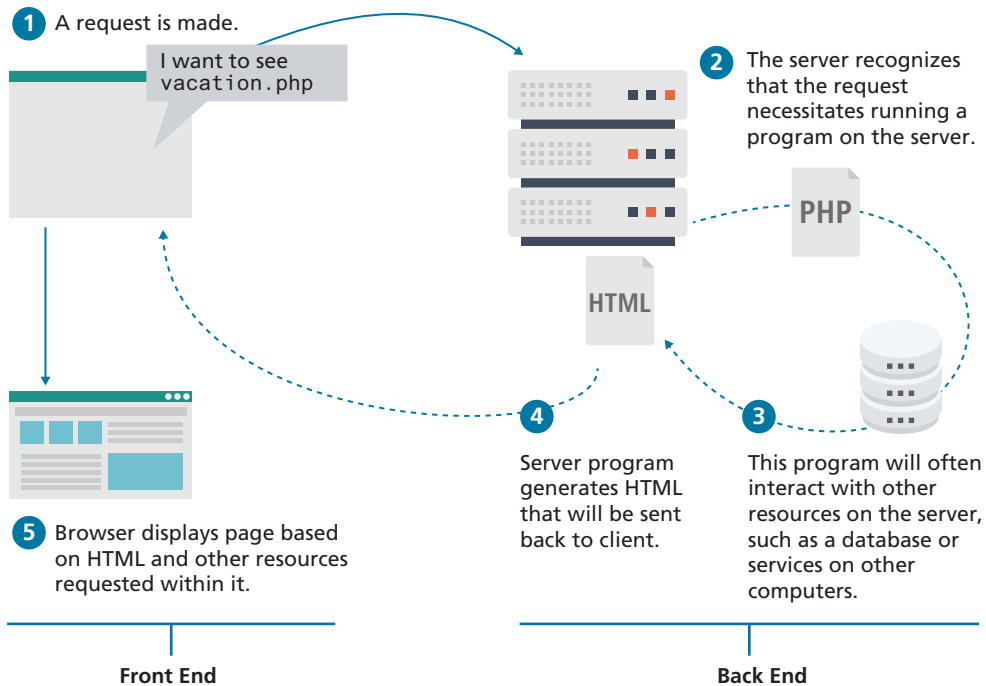 1 A request is made.
I want to see
vacation.php
2 The server recognizes
that the request
necessitates running a
program on the server.
PHP
HTML
3
This program will often
interact with other
resources on the server,
such as a database or
services on other
computers.
4
Server program
generates HTML
that will be sent
back to client.
5 Browser displays page based
on HTML and other resources
requested within it.
Front End
Back End